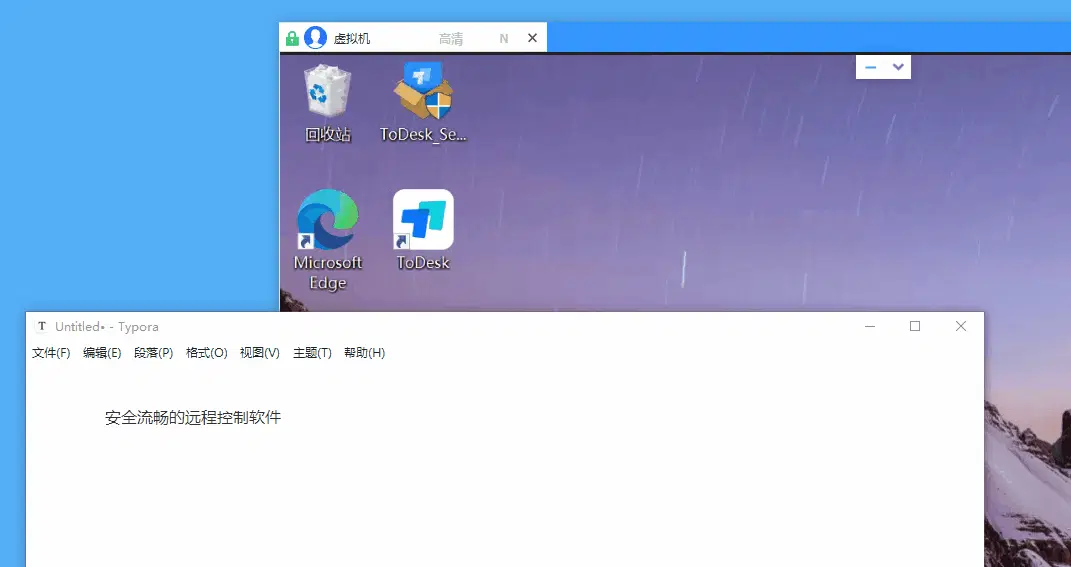 虚拟机 高清 N
回收站 ToDesk_Se...
Microsoft Edge ToDesk
T Untitled• - Typora
文件(F) 编辑(E) 段落(P) 格式(O) 视图(V) 主题(T) 帮助(H)
安全流畅的远程控制软件